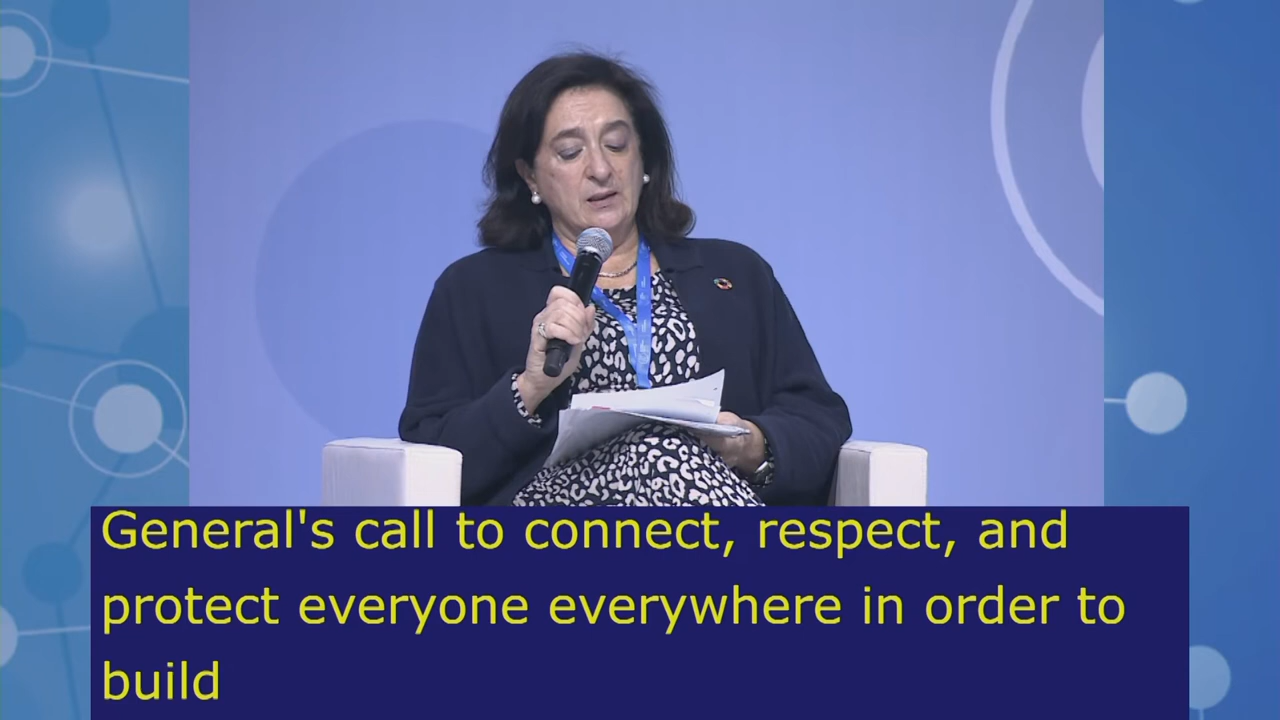 General's call to connect, respect, and
protect everyone everywhere in order to
build